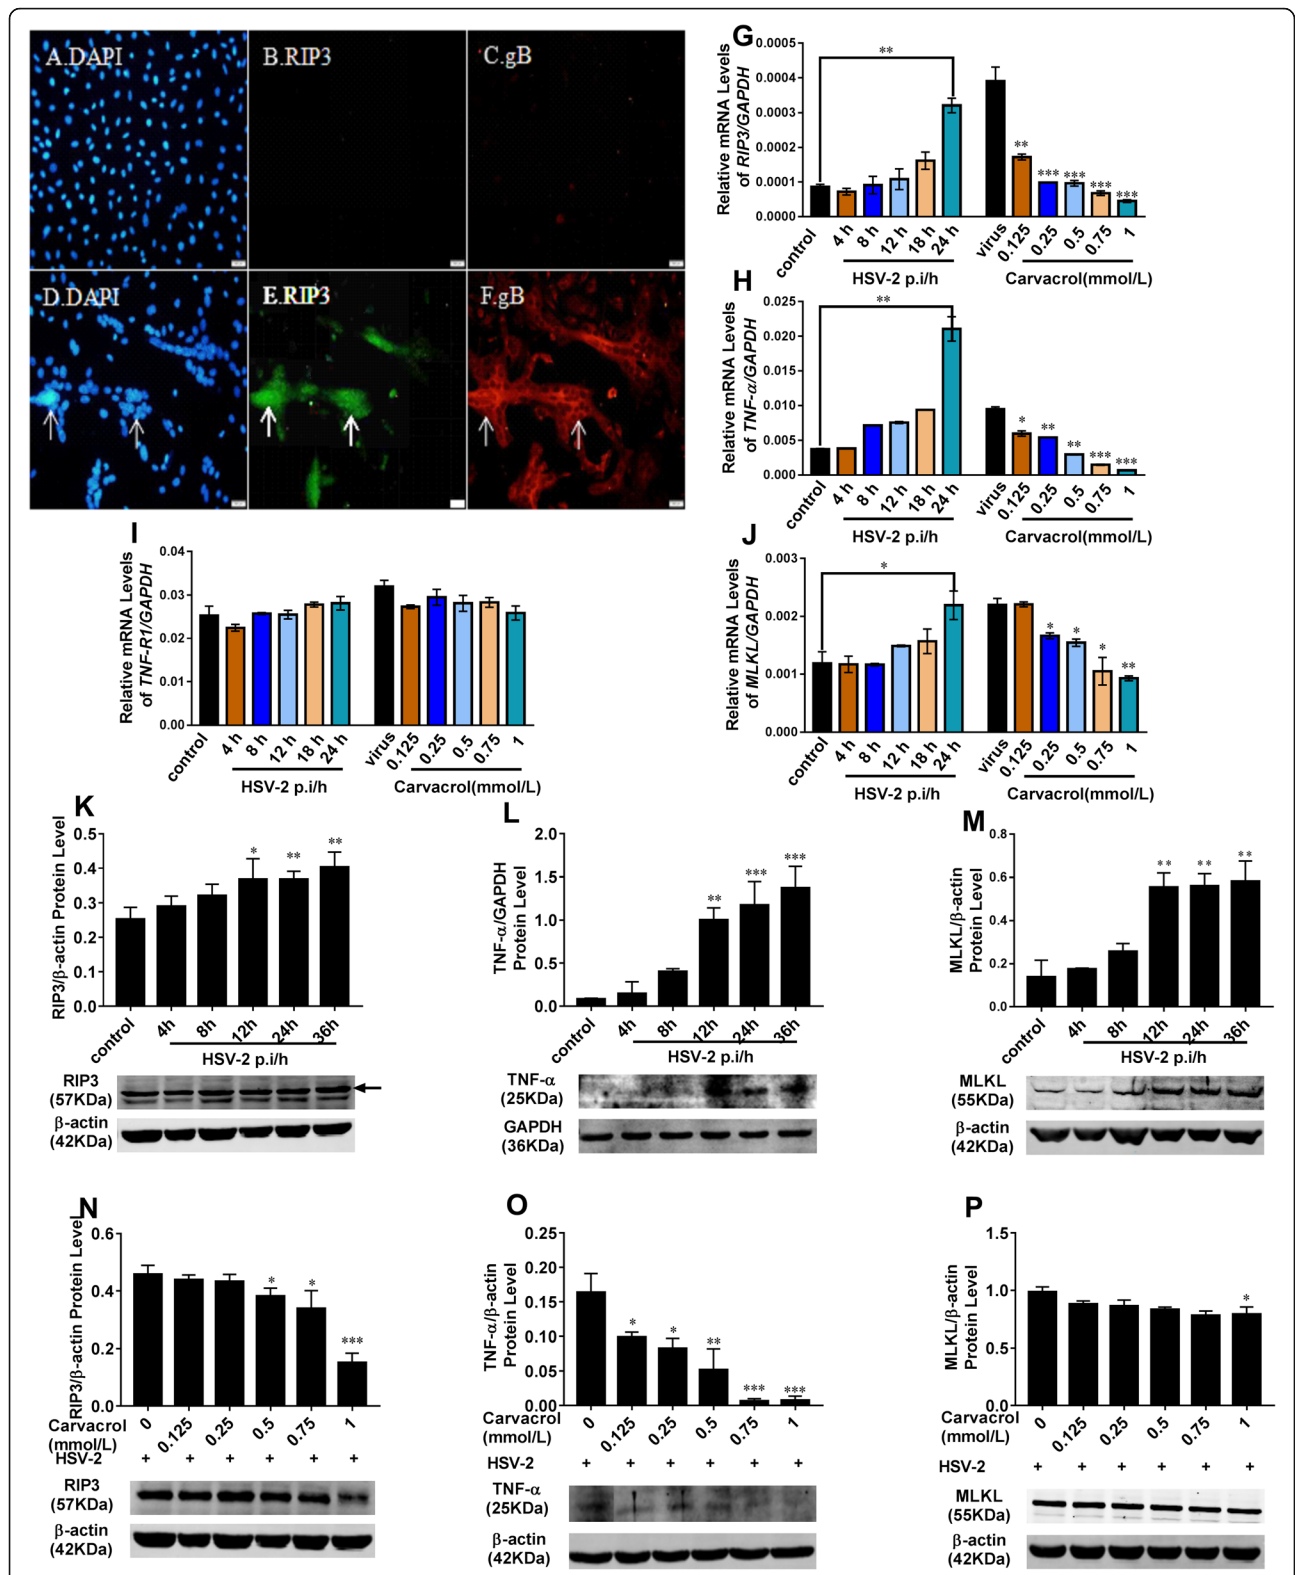 A.DAPI
B.RIP3
C.gB
D.DAPI
E.RIP3
F.gB
G
Relative mRNA Levels
of RIP3/GAPDH
0.0005
0.0004
0.0003
0.0002
0.0001
0.0000
**
**
***
***
***
***
control
4 h
8 h
12 h
18 h
24 h
virus
0.125
0.25
0.5
0.75
1
HSV-2 p.i/h
Carvacrol(mmol/L)
H
Relative mRNA Levels
of TNF-α/GAPDH
0.025
0.020
0.015
0.010
0.005
0.000
**
*
**
**
***
***
control
4 h
8 h
12 h
18 h
24 h
virus
0.125
0.25
0.5
0.75
1
HSV-2 p.i/h
Carvacrol(mmol/L)
I
Relative mRNA Levels
of TNF-R1/GAPDH
0.04
0.03
0.02
0.01
0.00
control
4 h
8 h
12 h
18 h
24 h
virus
0.125
0.25
0.5
0.75
1
HSV-2 p.i/h
Carvacrol(mmol/L)
J
Relative mRNA Levels
of MLKL/GAPDH
0.003
0.002
0.001
0.000
*
*
*
*
**
control
4 h
8 h
12 h
18 h
24 h
virus
0.125
0.25
0.5
0.75
1
HSV-2 p.i/h
Carvacrol(mmol/L)
K
RIP3/β-actin Protein Level
0.5
0.4
0.3
0.2
0.1
0.0
*
**
**
control
4h
8h
12h
24h
36h
HSV-2 p.i/h
RIP3
(57KDa)
β-actin
(42KDa)
L
TNF-α/GAPDH
Protein Level
2.0
1.5
1.0
0.5
0.0
**
***
***
control
4h
8h
12h
24h
36h
HSV-2 p.i/h
TNF-α
(25KDa)
GAPDH
(36KDa)
M
MLKL/β-actin
Protein Level
0.8
0.6
0.4
0.2
0.0
**
**
**
control
4h
8h
12h
24h
36h
HSV-2 p.i/h
MLKL
(55KDa)
β-actin
(42KDa)
N
RIP3/β-actin Protein Level
0.6
0.4
0.2
0.0
*
*
***
Carvacrol
(mmol/L)
0
0.125
0.25
0.5
0.75
1
HSV-2 + + + + + +
RIP3
(57KDa)
β-actin
(42KDa)
O
TNF-α/β-actin
Protein Level
0.25
0.20
0.15
0.10
0.05
0.00
*
*
**
***
***
Carvacrol
(mmol/L)
0
0.125
0.25
0.5
0.75
1
HSV-2 + + + + + +
TNF-α
(25KDa)
β-actin
(42KDa)
P
MLKL/β-actin
Protein Level
1.5
1.0
0.5
0.0
*
Carvacrol
(mmol/L)
0
0.125
0.25
0.5
0.75
1
HSV-2 + + + + + +
MLKL
(55KDa)
β-actin
(42KDa)